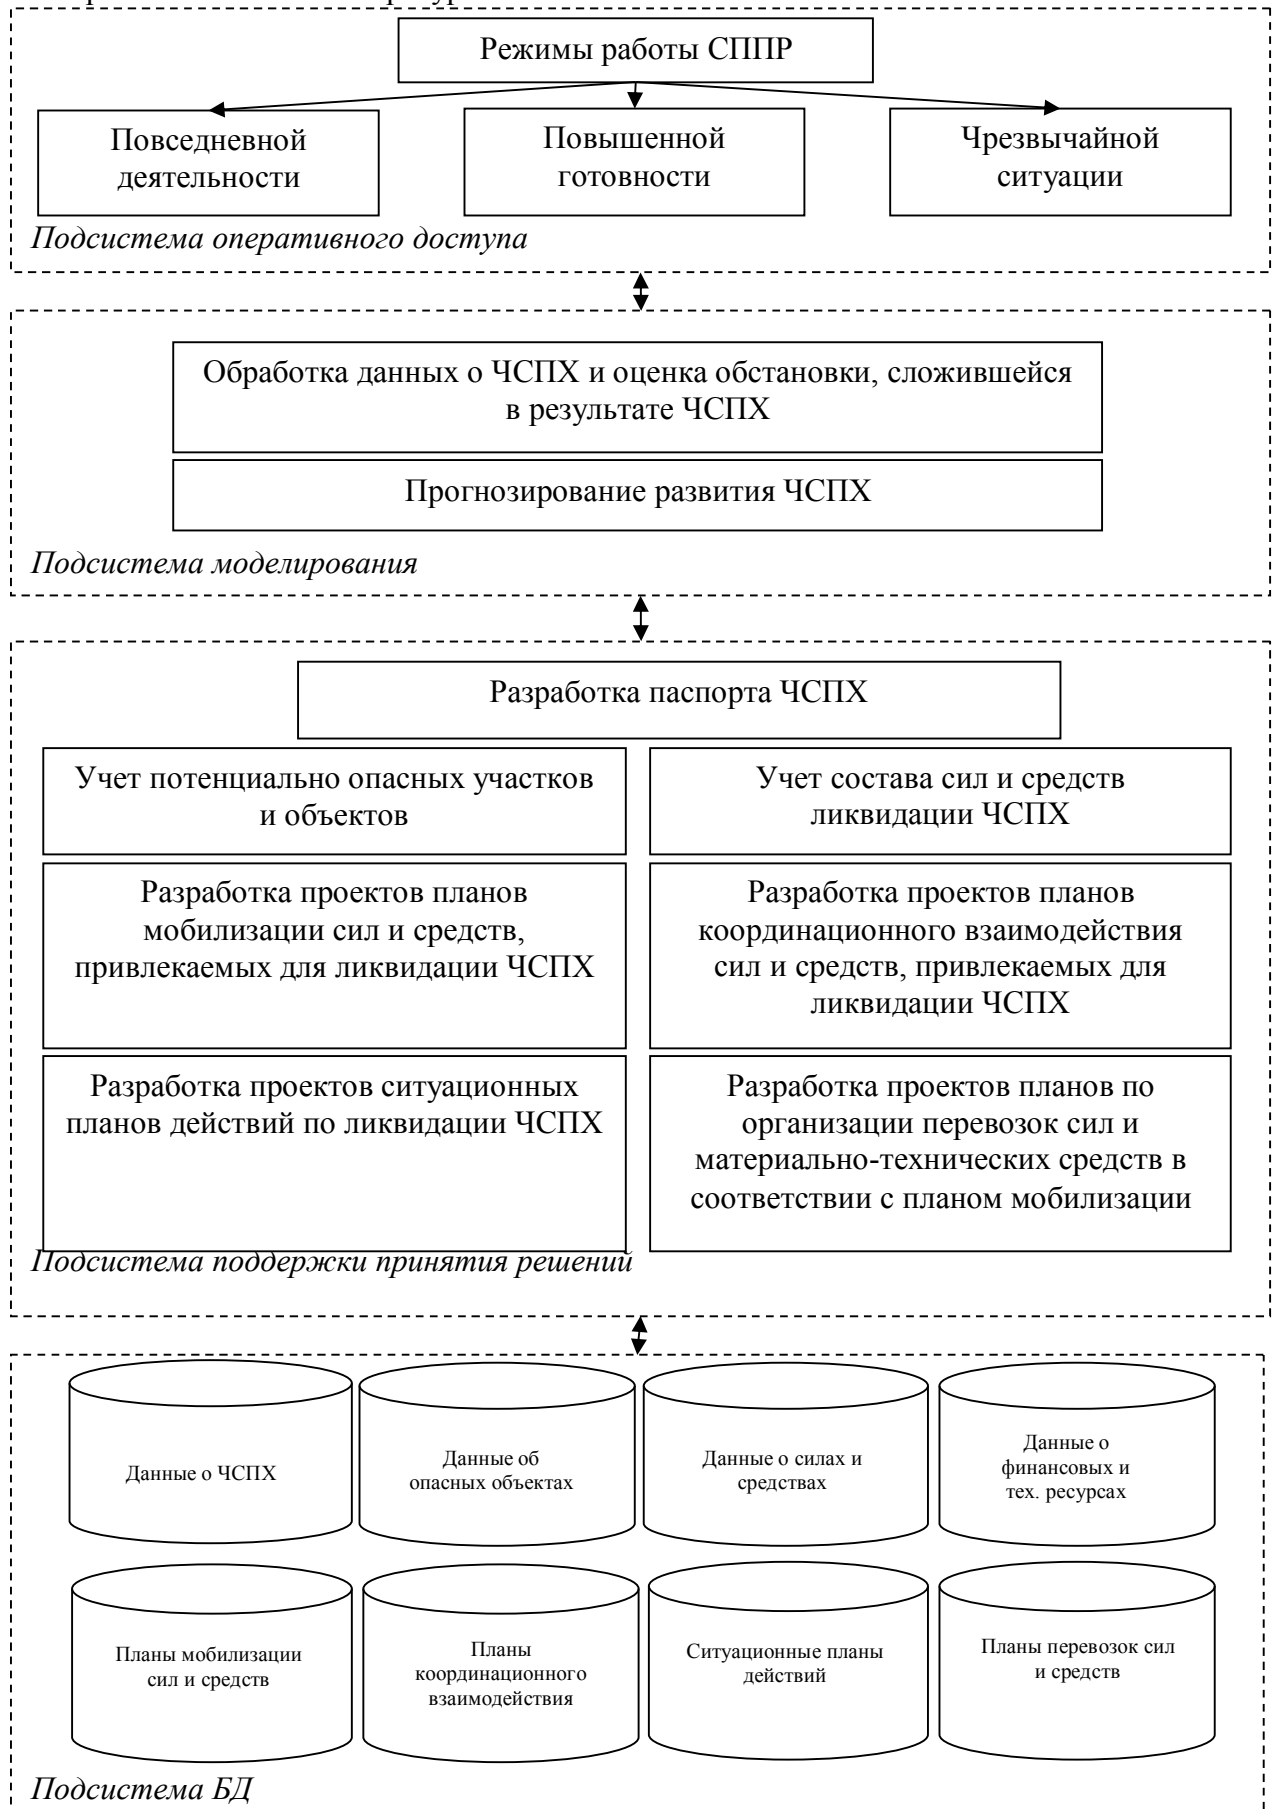 Режимы работы СППР
Повседневной
деятельности
Повышенной
готовности
Чрезвычайной
ситуации
Подсистема оперативного доступа
Обработка данных о ЧСПХ и оценка обстановки, сложившейся
в результате ЧСПХ
Прогнозирование развития ЧСПХ
Подсистема моделирования
Разработка паспорта ЧСПХ
Учет потенциально опасных участков
и объектов
Учет состава сил и средств
ликвидации ЧСПХ
Разработка проектов планов
мобилизации сил и средств,
привлекаемых для ликвидации ЧСПХ
Разработка проектов планов
координационного взаимодействия
сил и средств, привлекаемых для
ликвидации ЧСПХ
Разработка проектов ситуационных
планов действий по ликвидации ЧСПХ
Разработка проектов планов по
организации перевозок сил и
материально-технических средств в
соответствии с планом мобилизации
Подсистема поддержки принятия решений
Данные о ЧСПХ
Данные об
опасных объектах
Данные о силах и
средствах
Данные о
финансовых и
тех. ресурсах
Планы мобилизации
сил и средств
Планы
координационного
взаимодействия
Ситуационные планы
действий
Планы перевозок сил
и средств
Подсистема БД